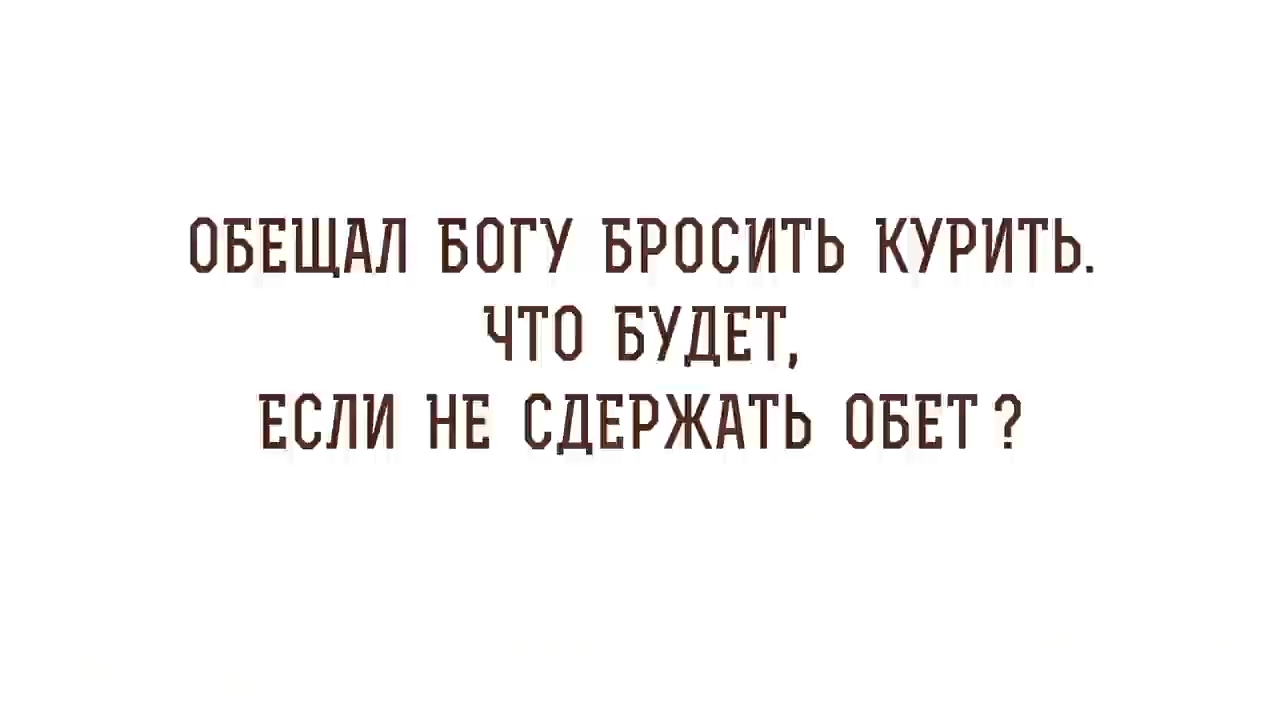 ОБЕЩАЛ БОГУ БРОСИТЬ КУРИТЬ.
ЧТО БУДЕТ,
ЕСЛИ НЕ СДЕРЖАТЬ ОБЕТ ?